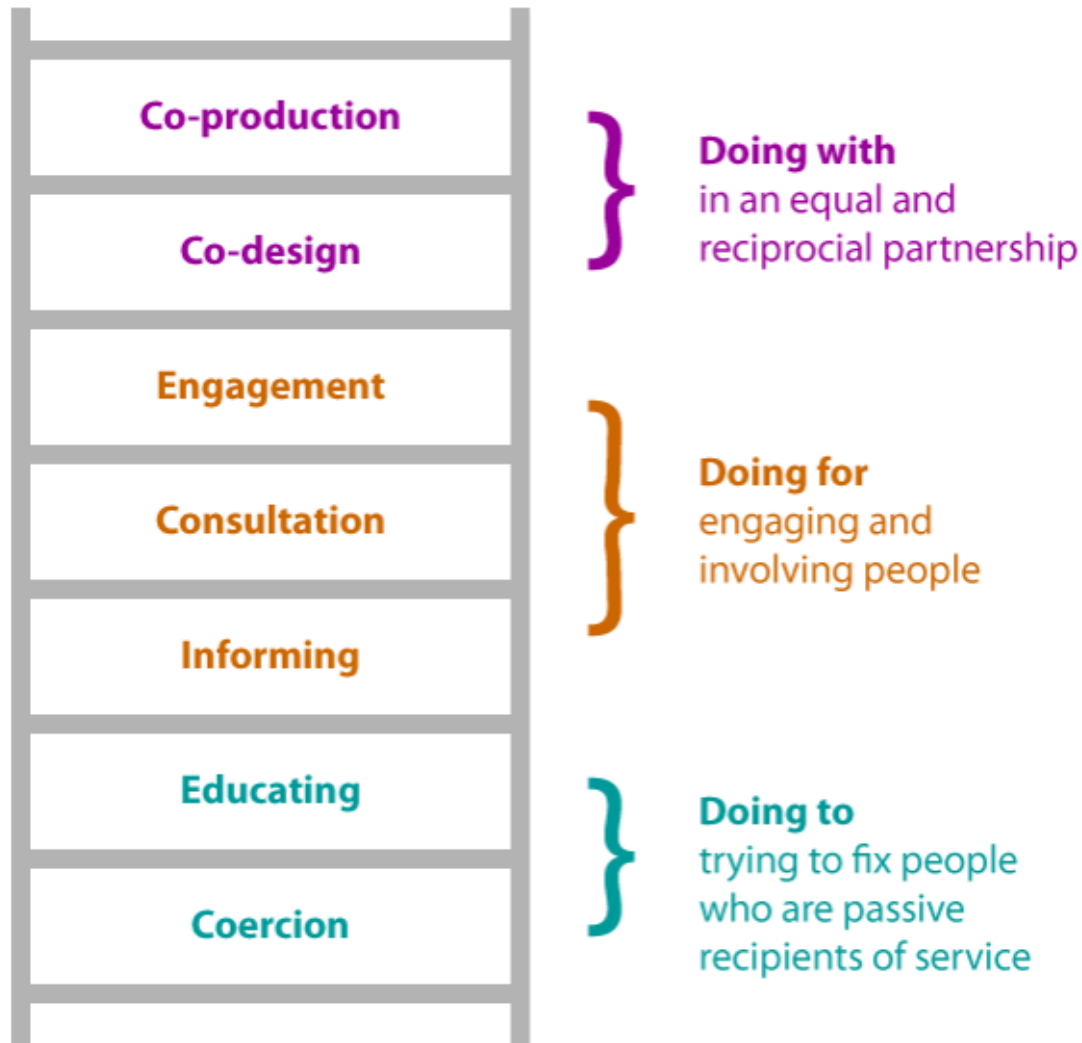 Co-production
Co-design
Engagement
Consultation
Informing
Educating
Coercion
Doing with
in an equal and
reciprocial partnership
Doing for
engaging and
involving people
Doing to
trying to fix people
who are passive
recipients of service